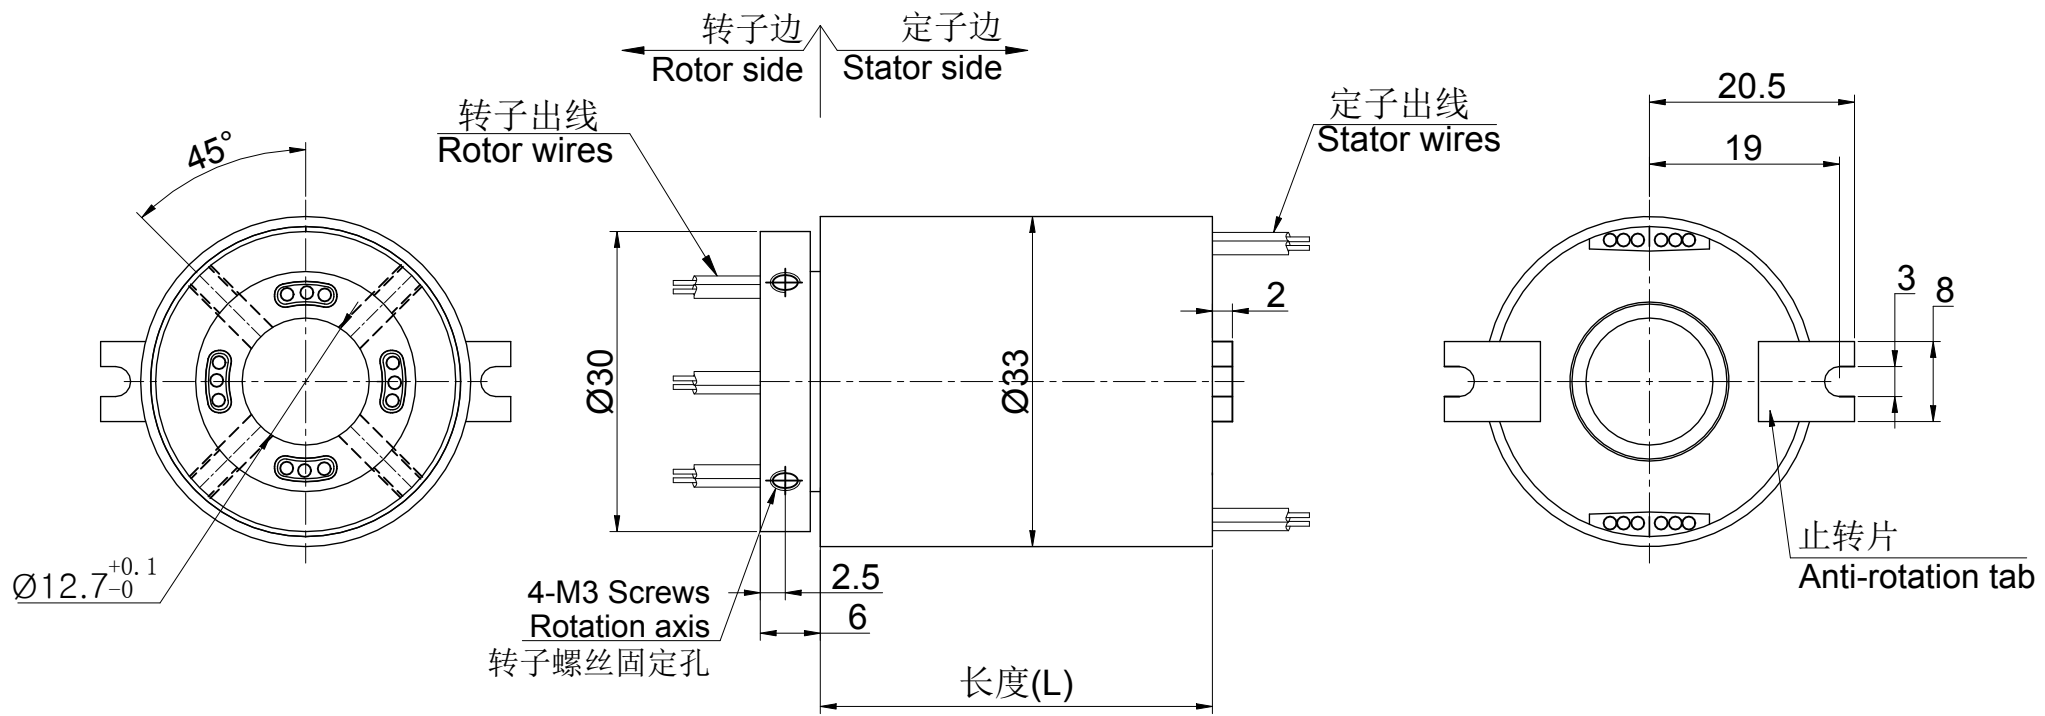 转子边
定子边
Rotor side
Stator side
转子出线
Rotor wires
定子出线
Stator wires
20.5
19
45°
3
8
2
Ø30
Ø33
Ø12.7 +0.1 -0
4-M3 Screws
Rotation axis
转子螺丝固定孔
2.5
6
长度(L)
止转片
Anti-rotation tab